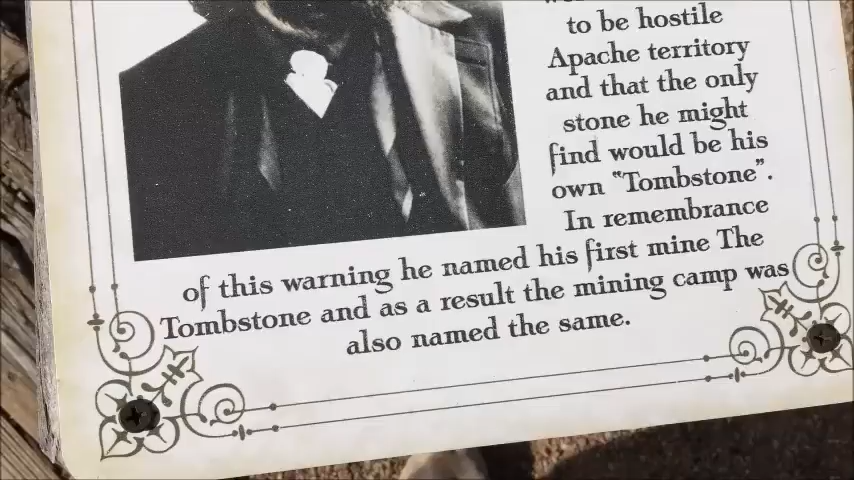 to be hostile
Apache territory
and that the only
stone he might
find would be his
own "Tombstone".
In remembrance
of this warning he named his first mine The
Tombstone and as a result the mining camp was
also named the same.